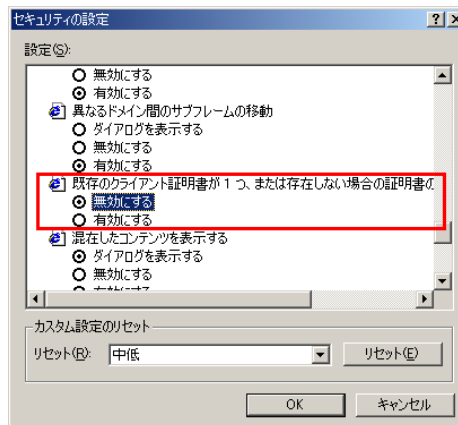 セキュリティの設定
設定(S):
無効にする
有効にする
異なるドメイン間のサブフレームの移動
ダイアログを表示する
無効にする
有効にする
既存のクライアント証明書が１つ、または存在しない場合の証明書の
無効にする
有効にする
混在したコンテンツを表示する
ダイアログを表示する
無効にする
カスタム設定のリセット
リセット(R): 中低 リセット(E)
OK キャンセル